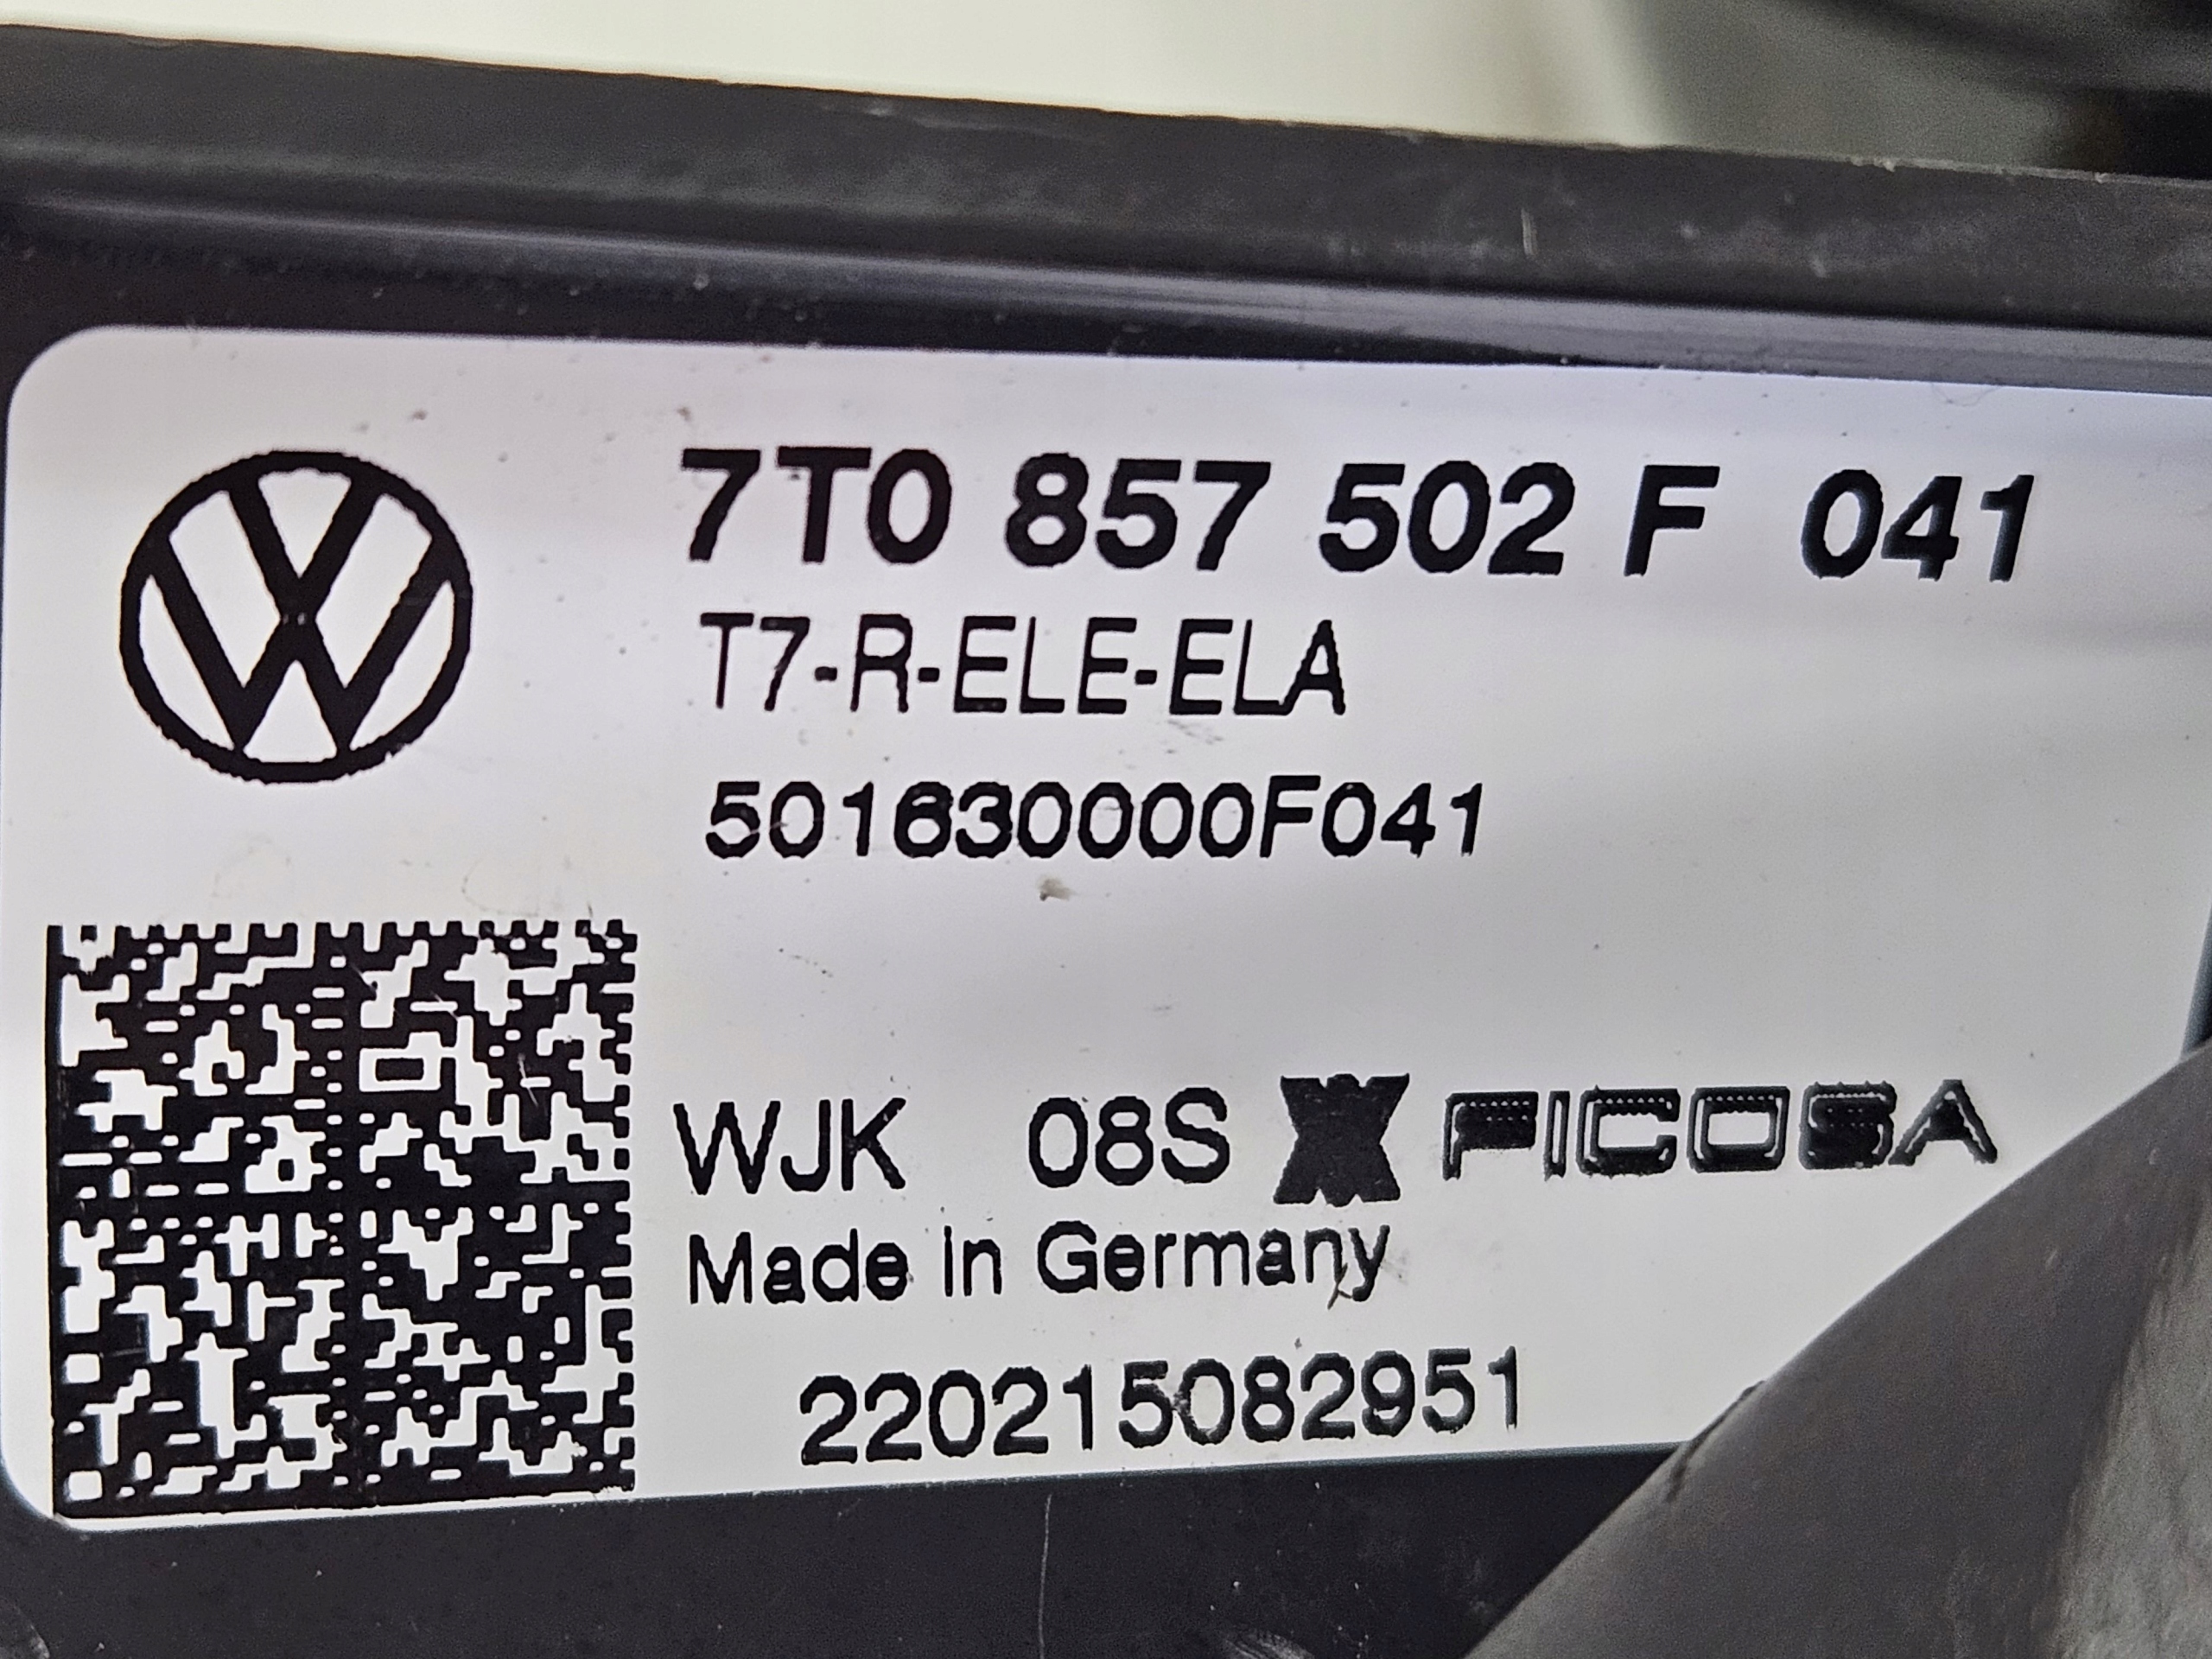 7T0 857 502 F 041
T7-R-ELE-ELA
501630000F041
WJK 08S FICOSA
Made in Germany
220215082951